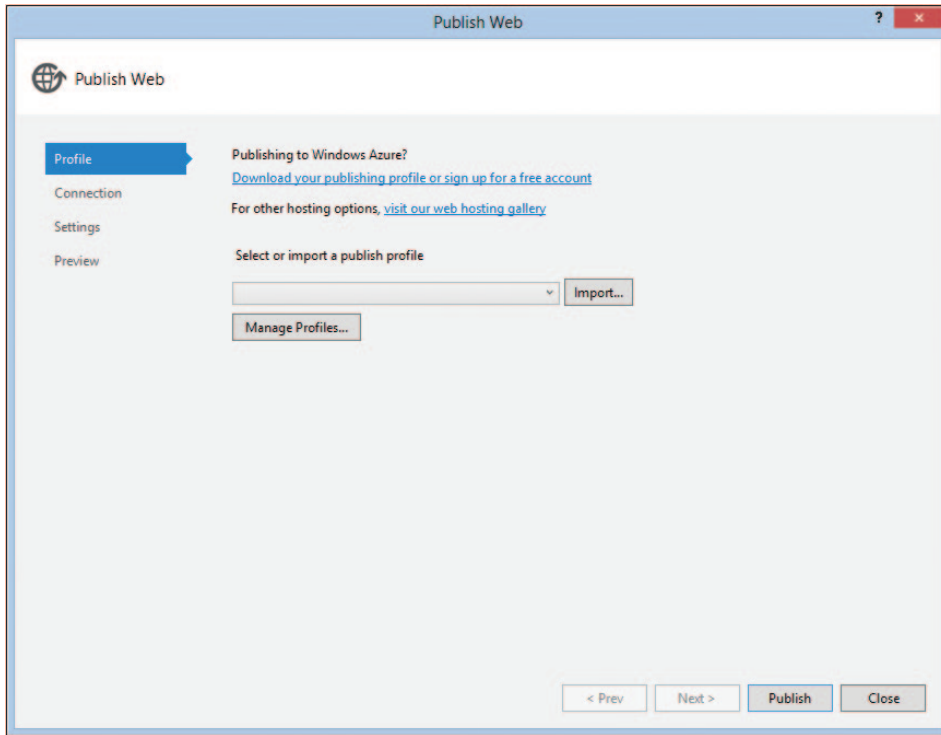 Publish Web
?
Publish Web
Profile
Connection
Settings
Preview
Publishing to Windows Azure?
Download your publishing profile or sign up for a free account
For other hosting options, visit our web hosting gallery
Select or import a publish profile
Import...
Manage Profiles...
< Prev
Next >
Publish
Close